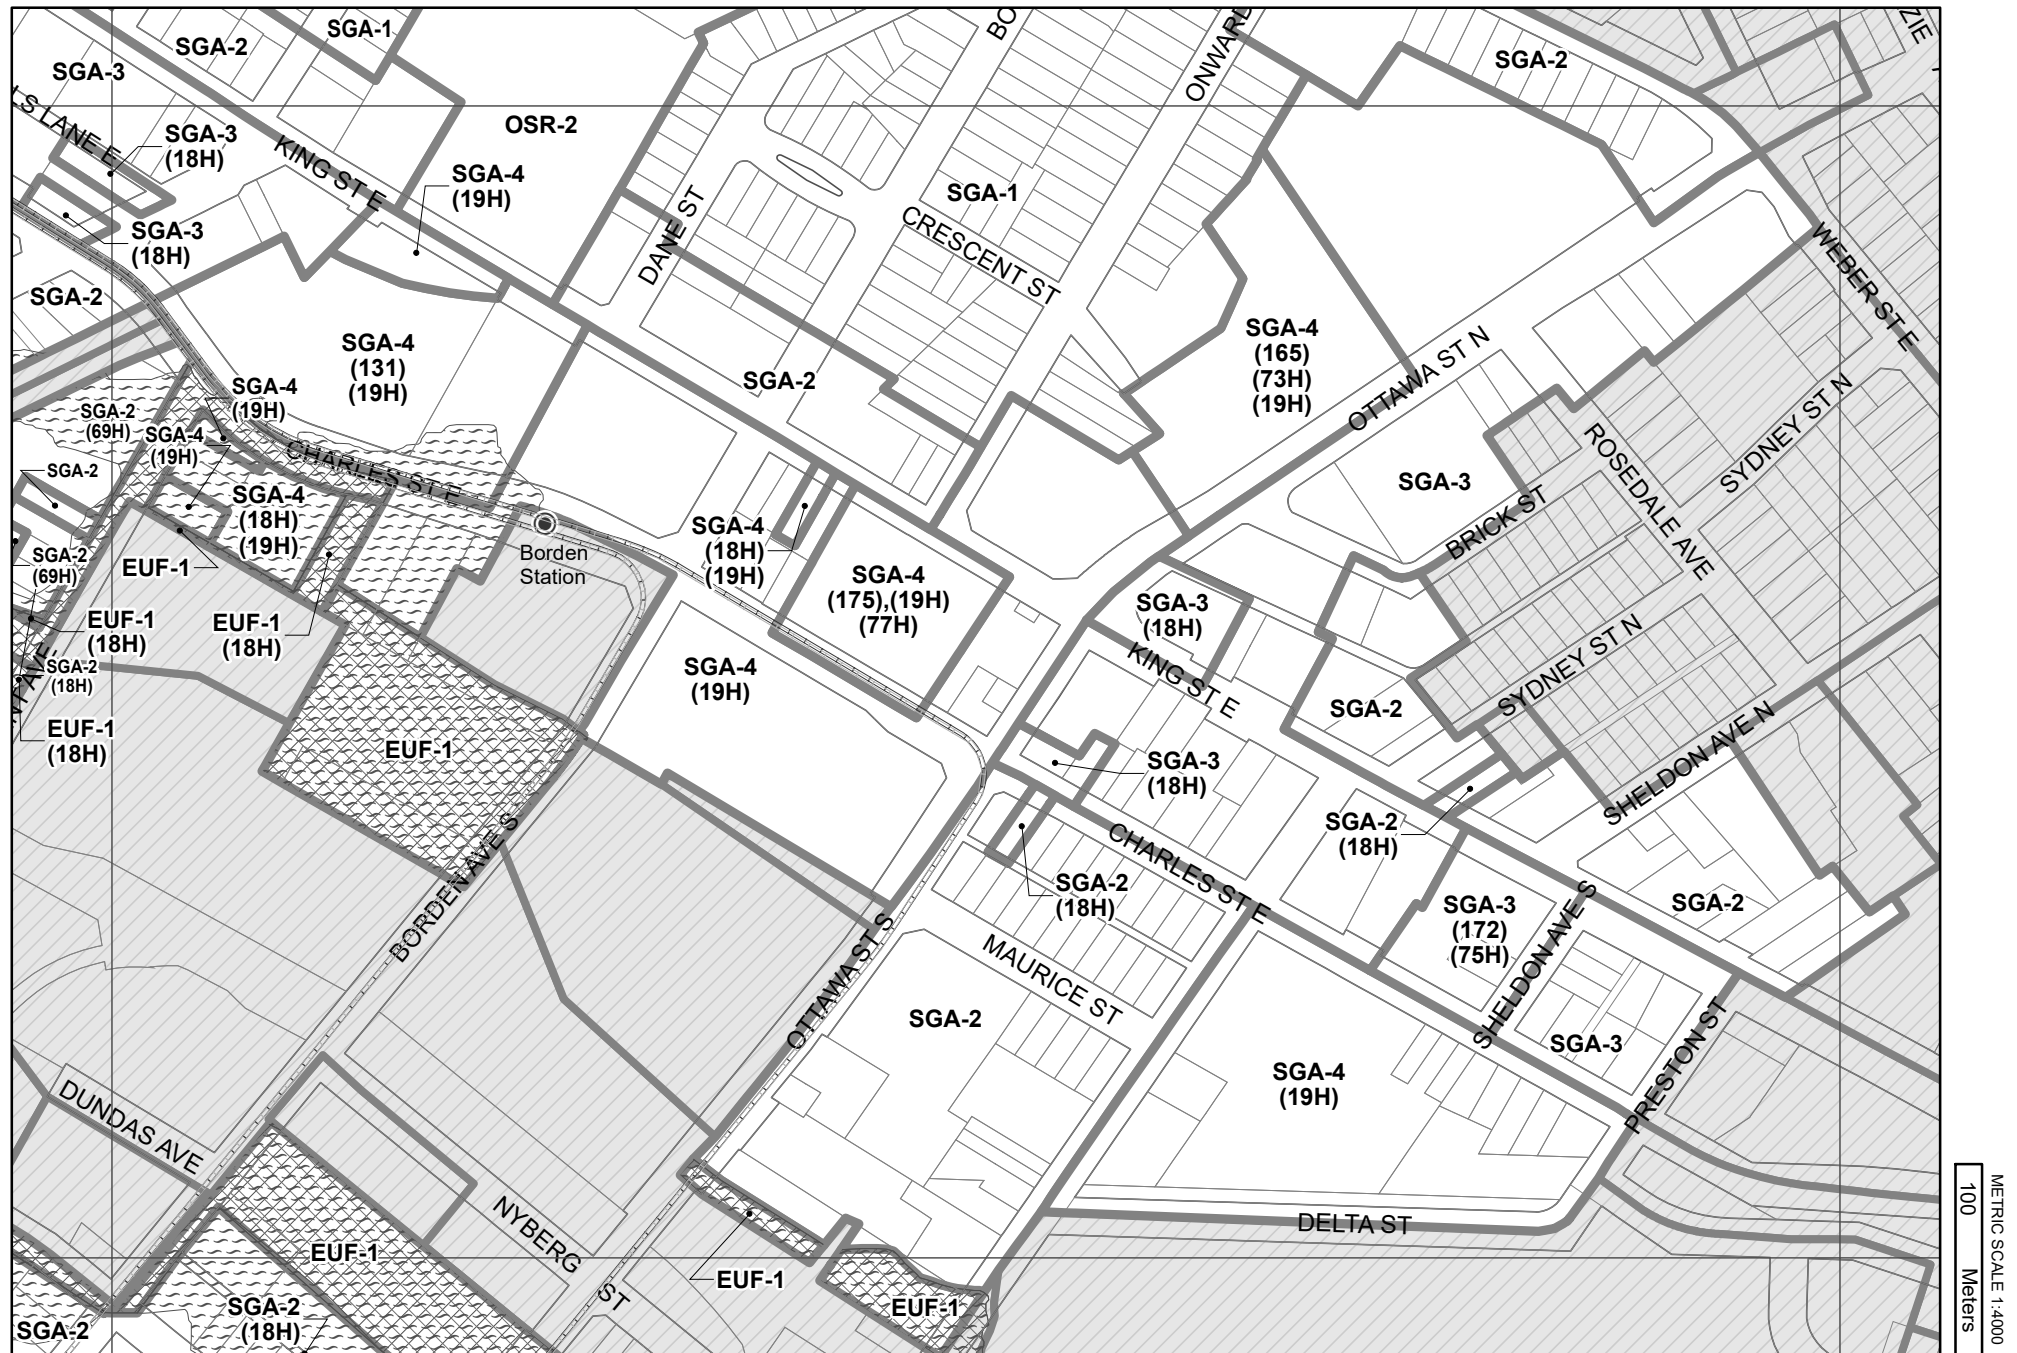 SGA-1
SGA-2
SGA-3
BO
ONWARD
SGA-2
ZIE
LS LANE E
SGA-3
(18H)
KING ST E
OSR-2
SGA-4
(19H)
DANE ST
SGA-1
CRESCENT ST
SGA-3
(18H)
SGA-2
WEBER ST E
SGA-4
(131)
(19H)
SGA-2
SGA-4
(165)
(73H)
(19H)
OTTAWA ST N
SGA-4
(19H)
SGA-2
(69H)
SGA-4
(19H)
SGA-2
CHARLES ST E
SGA-4
(18H)
(19H)
SGA-3
ROSEDALE AVE
SYDNEY ST N
BRICK ST
Borden
Station
SGA-4
(18H)
(19H)
SGA-2
(69H)
EUF-1
SGA-4
(175),(19H)
(77H)
SGA-3
(18H)
EUF-1
(18H)
EUF-1
(18H)
SGA-2
(18H)
NT AVE
SGA-4
(19H)
KING ST E
SYDNEY ST N
SGA-2
EUF-1
(18H)
EUF-1
SGA-3
(18H)
SHELDON AVE N
SGA-2
(18H)
CHARLES ST E
BORDEN AVE S
SGA-2
(18H)
SGA-3
(172)
(75H)
SGA-2
SHELDON AVE S
OTTAWA ST S
MAURICE ST
SGA-2
SGA-3
PRESTON ST
SGA-4
(19H)
DUNDAS AVE
NYBERG ST
DELTA ST
EUF-1
EUF-1
EUF-1
SGA-2
(18H)
SGA-2
METRIC SCALE 1:4000
100 Meters